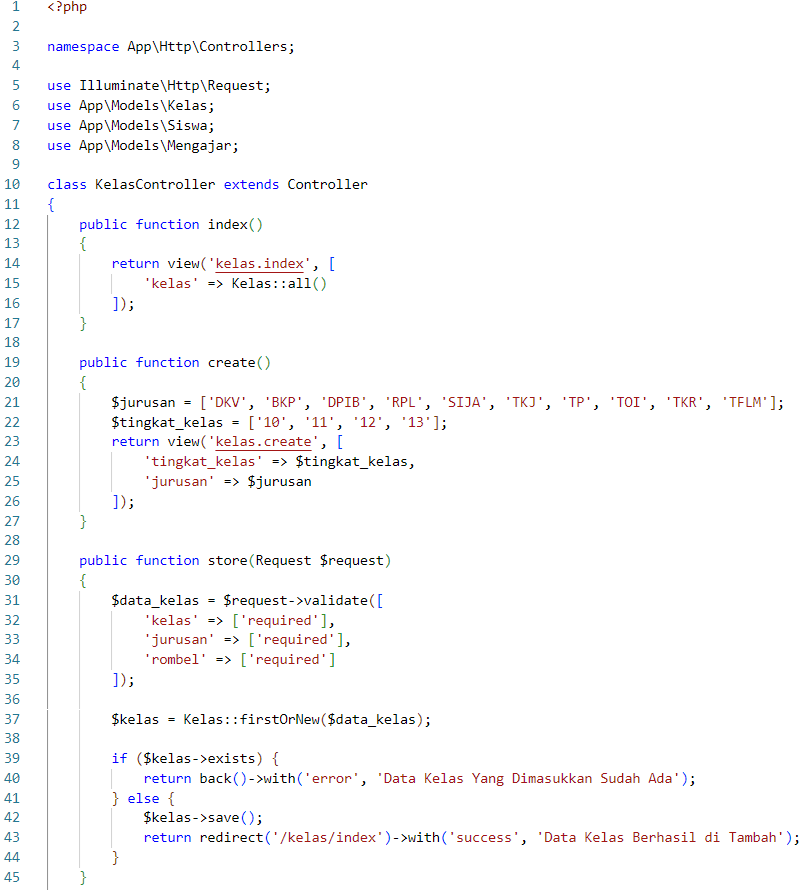 1 <?php
2
3 namespace App\Http\Controllers;
4
5 use Illuminate\Http\Request;
6 use App\Models\Kelas;
7 use App\Models\Siswa;
8 use App\Models\Mengajar;
9
10 class KelasController extends Controller
11 {
12     public function index()
13     {
14         return view('kelas.index', [
15             'kelas' => Kelas::all()
16         ]);
17     }
18
19     public function create()
20     {
21         $jurusan = ['DKV', 'BKP', 'DPIB', 'RPL', 'SIJA', 'TKJ', 'TP', 'TOI', 'TKR', 'TFLM'];
22         $tingkat_kelas = ['10', '11', '12', '13'];
23         return view('kelas.create', [
24             'tingkat_kelas' => $tingkat_kelas,
25             'jurusan' => $jurusan
26         ]);
27     }
28
29     public function store(Request $request)
30     {
31         $data_kelas = $request->validate([
32             'kelas' => ['required'],
33             'jurusan' => ['required'],
34             'rombel' => ['required']
35         ]);
36
37         $kelas = Kelas::firstOrNew($data_kelas);
38
39         if ($kelas->exists) {
40             return back()->with('error', 'Data Kelas Yang Dimasukkan Sudah Ada');
41         } else {
42             $kelas->save();
43             return redirect('/kelas/index')->with('success', 'Data Kelas Berhasil di Tambah');
44         }
45     }